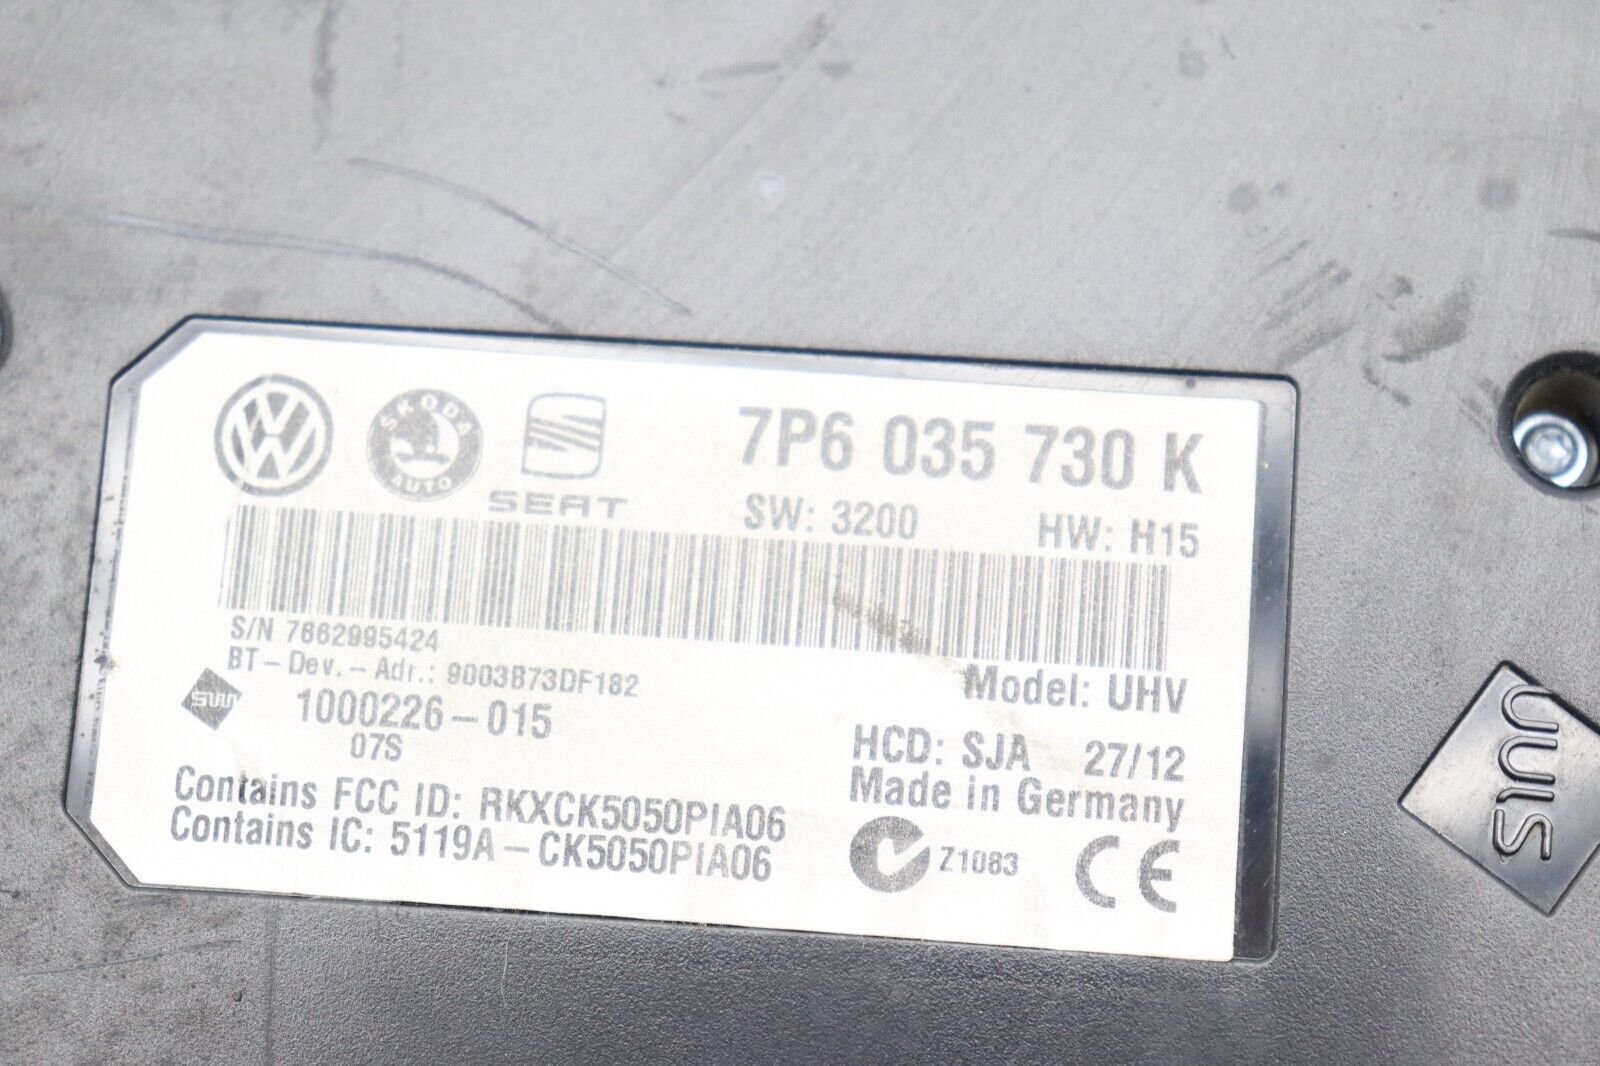 SKODA AUTO
SEAT
7P6 035 730 K
SW: 3200 HW: H15
S/N 7662995424
BT-Dev.-Adr.: 9003B73DF182
Model: UHV
1000226-015
07S
HCD: SJA 27/12
Made in Germany
Contains FCC ID: RKXCK5050PIA06
Contains IC: 5119A-CK5050PIA06
Z1083
CE